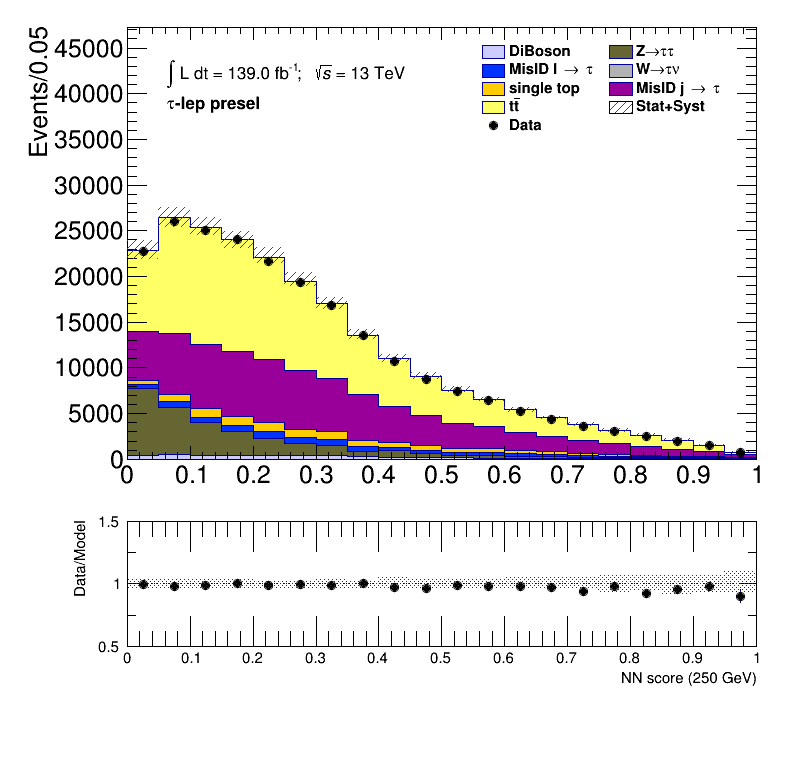 Events/0.05
45000
40000
35000
30000
25000
20000
15000
10000
5000
0
∫ L dt = 139.0 fb⁻¹; √s = 13 TeV
τ-lep presel
DiBoson
MisID l → τ
single top
tt̄
Data
Z→ττ
W→τν
MisID j → τ
Stat+Syst
0 0.1 0.2 0.3 0.4 0.5 0.6 0.7 0.8 0.9 1
Data/Model
1.5
1
0.5
0 0.1 0.2 0.3 0.4 0.5 0.6 0.7 0.8 0.9 1
NN score (250 GeV)